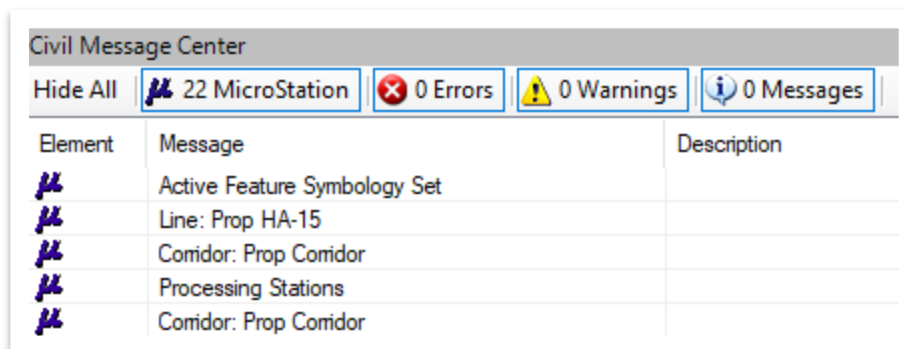 Civil Message Center
Hide All 22 MicroStation 0 Errors 0 Warnings 0 Messages
Element Message Description
Active Feature Symbology Set
Line: Prop HA-15
Corridor: Prop Corridor
Processing Stations
Corridor: Prop Corridor